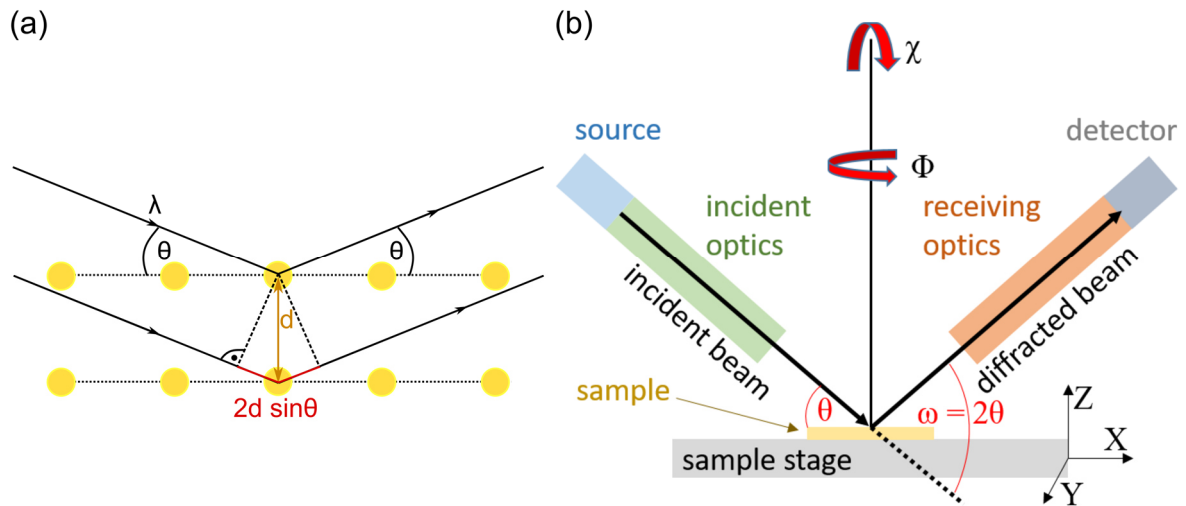 (a)
λ
θ
θ
d
2d sinθ
(b)
χ
source
detector
Φ
incident
optics
receiving
optics
incident beam
diffracted beam
sample
θ
ω = 2θ
sample stage
Z
X
Y